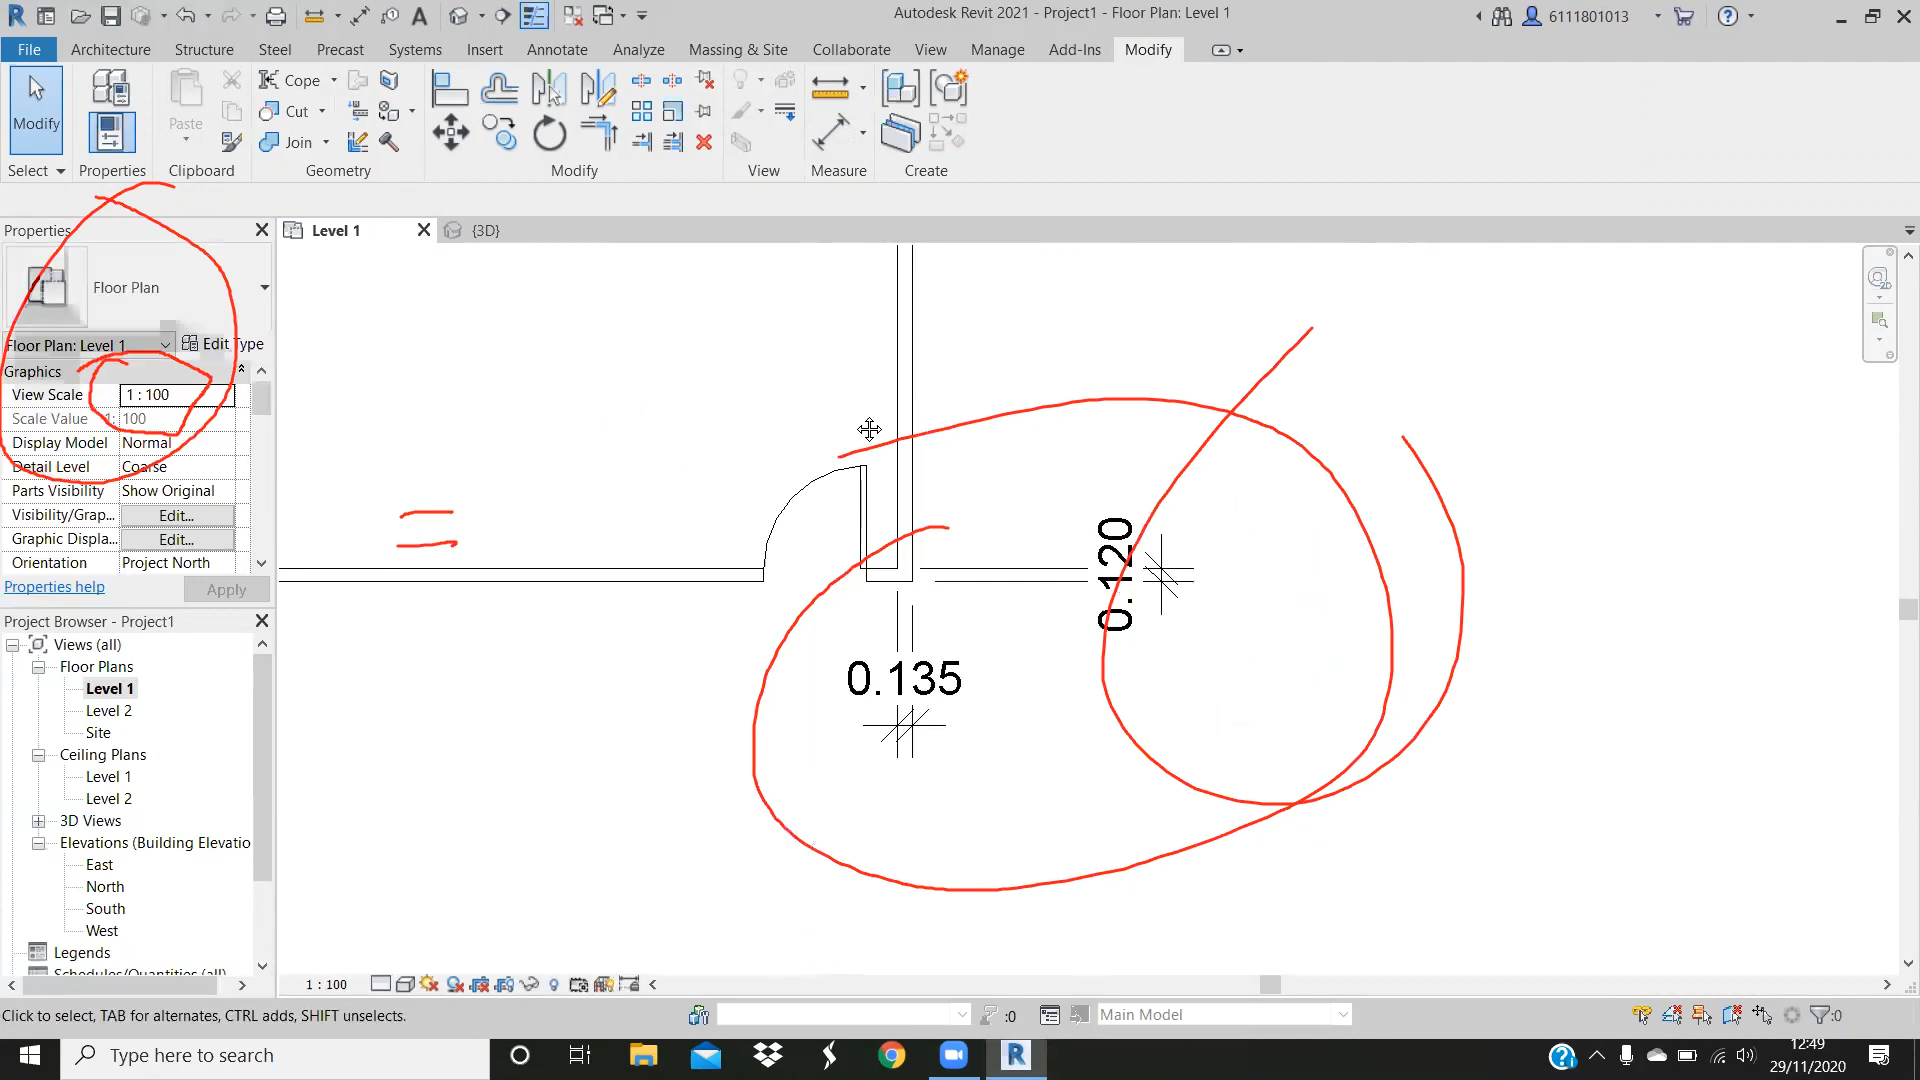 Autodesk Revit 2021 - Project1 - Floor Plan: Level 1
6111801013
File Architecture Structure Steel Precast Systems Insert Annotate Analyze Massing & Site Collaborate View Manage Add-Ins Modify
Modify
Paste
Cope
Cut
Join
Select Properties Clipboard Geometry Modify View Measure Create
Properties
Level 1
{3D}
Floor Plan
Floor Plan: Level 1
Edit Type
Graphics
View Scale 1 : 100
Scale Value 1: 100
Display Model Normal
Detail Level Coarse
Parts Visibility Show Original
Visibility/Grap... Edit...
Graphic Displa... Edit...
Orientation Project North
Properties help
Apply
Project Browser - Project1
Views (all)
Floor Plans
Level 1
Level 2
Site
Ceiling Plans
Level 1
Level 2
3D Views
Elevations (Building Elevatio
East
North
South
West
Legends
Schedules/Quantities (all)
0.120
0.135
1 : 100
Click to select, TAB for alternates, CTRL adds, SHIFT unselects.
:0
Main Model
:0
Type here to search
12:49
29/11/2020